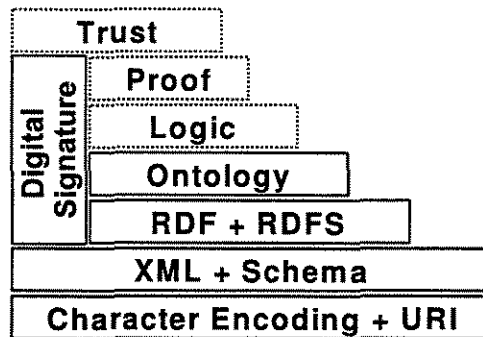 Trust
Digital
Signature
Proof
Logic
Ontology
RDF + RDFS
XML + Schema
Character Encoding + URI